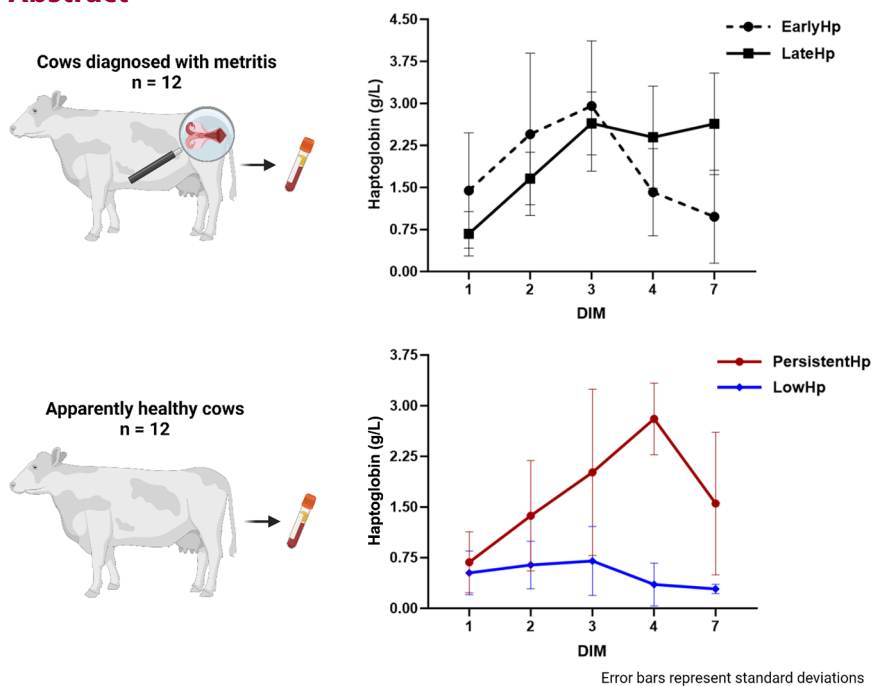 Abstract
Cows diagnosed with metritis
n = 12
4.50
3.75
3.00
2.25
1.50
0.75
0.00
Haptoglobin (g/L)
1 2 3 4 7
DIM
EarlyHp
LateHp
Apparently healthy cows
n = 12
3.75
3.00
2.25
1.50
0.75
0.00
Haptoglobin (g/L)
1 2 3 4 7
DIM
PersistentHp
LowHp
Error bars represent standard deviations